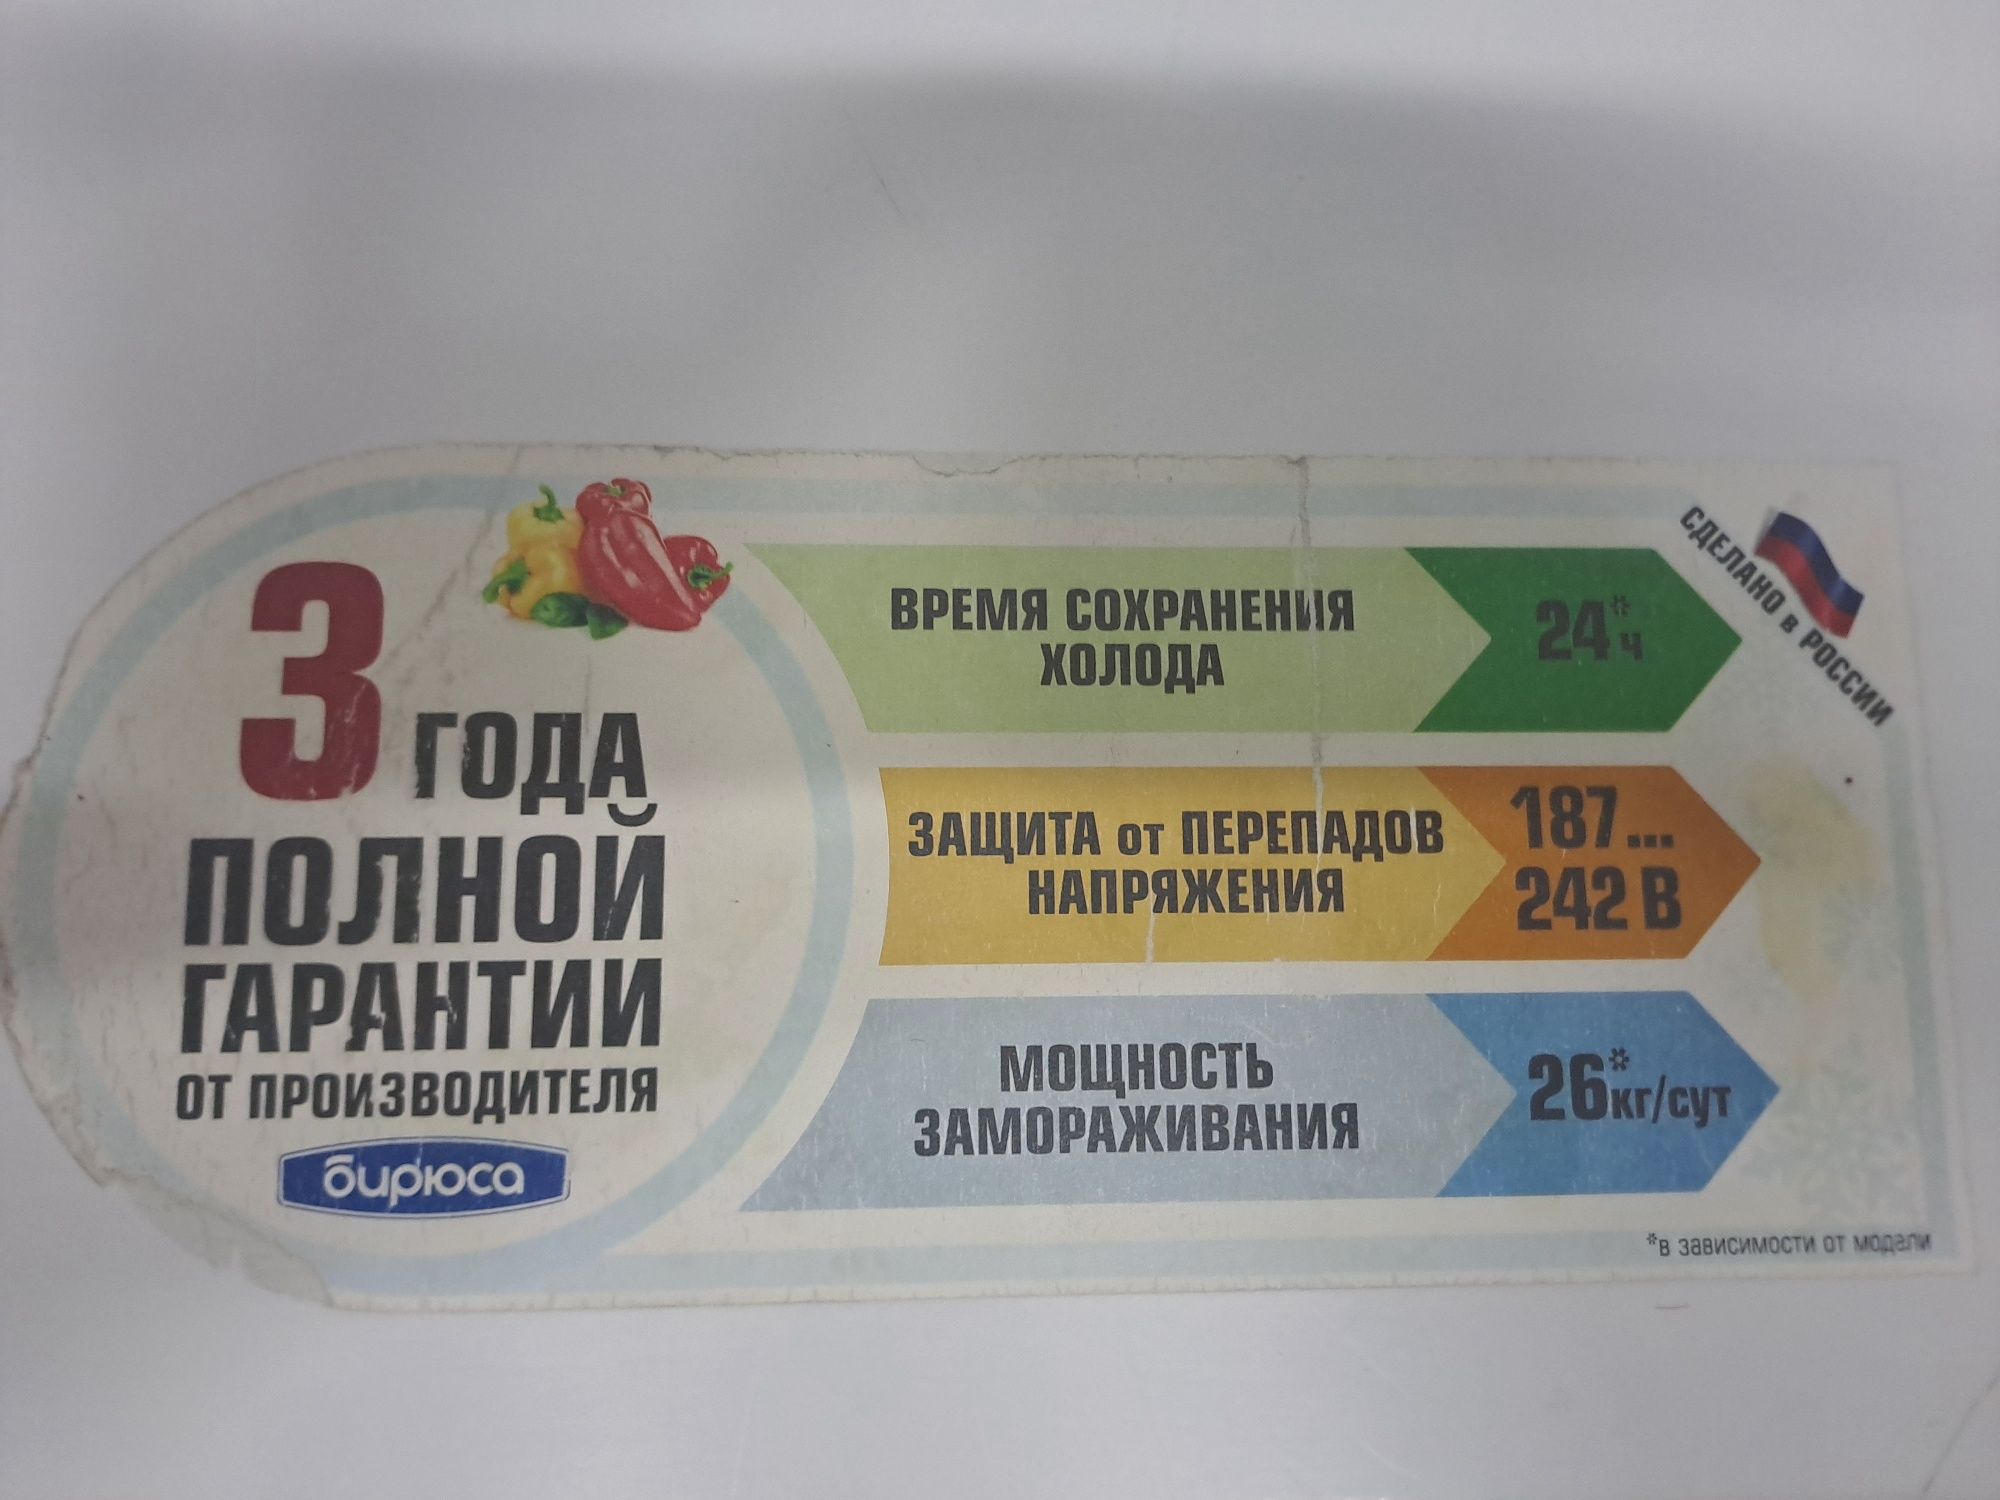 3 ГОДА
ПОЛНОЙ
ГАРАНТИИ
ОТ ПРОИЗВОДИТЕЛЯ
бирюса
ВРЕМЯ СОХРАНЕНИЯ
ХОЛОДА
24*ч
ЗАЩИТА от ПЕРЕПАДОВ
НАПРЯЖЕНИЯ
187...
242 В
МОЩНОСТЬ
ЗАМОРАЖИВАНИЯ
26*кг/сут
СДЕЛАНО в РОССИИ
*в зависимости от модали